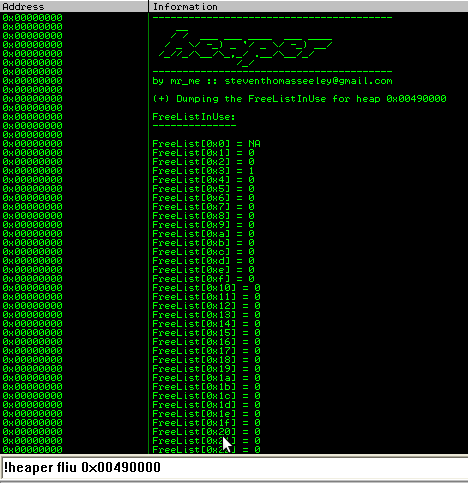 Address Information
0x00000000 ----------------------------------------
0x00000000
0x00000000
0x00000000
0x00000000
0x00000000
0x00000000 ----------------------------------------
0x00000000 by mr_me :: steventhomasseeley@gmail.com
0x00000000
0x00000000 (+) Dumping the FreeListInUse for heap 0x00490000
0x00000000
0x00000000 FreeListInUse:
0x00000000 --------------
0x00000000
0x00000000 FreeList[0x0] = NA
0x00000000 FreeList[0x1] = 0
0x00000000 FreeList[0x2] = 0
0x00000000 FreeList[0x3] = 1
0x00000000 FreeList[0x4] = 0
0x00000000 FreeList[0x5] = 0
0x00000000 FreeList[0x6] = 0
0x00000000 FreeList[0x7] = 0
0x00000000 FreeList[0x8] = 0
0x00000000 FreeList[0x9] = 0
0x00000000 FreeList[0xa] = 0
0x00000000 FreeList[0xb] = 0
0x00000000 FreeList[0xc] = 0
0x00000000 FreeList[0xd] = 0
0x00000000 FreeList[0xe] = 0
0x00000000 FreeList[0xf] = 0
0x00000000 FreeList[0x10] = 0
0x00000000 FreeList[0x11] = 0
0x00000000 FreeList[0x12] = 0
0x00000000 FreeList[0x13] = 0
0x00000000 FreeList[0x14] = 0
0x00000000 FreeList[0x15] = 0
0x00000000 FreeList[0x16] = 0
0x00000000 FreeList[0x17] = 0
0x00000000 FreeList[0x18] = 0
0x00000000 FreeList[0x19] = 0
0x00000000 FreeList[0x1a] = 0
0x00000000 FreeList[0x1b] = 0
0x00000000 FreeList[0x1c] = 0
0x00000000 FreeList[0x1d] = 0
0x00000000 FreeList[0x1e] = 0
0x00000000 FreeList[0x1f] = 0
0x00000000 FreeList[0x20] = 0
0x00000000 = 0
0x00000000 = 0
!heaper fliu 0x00490000